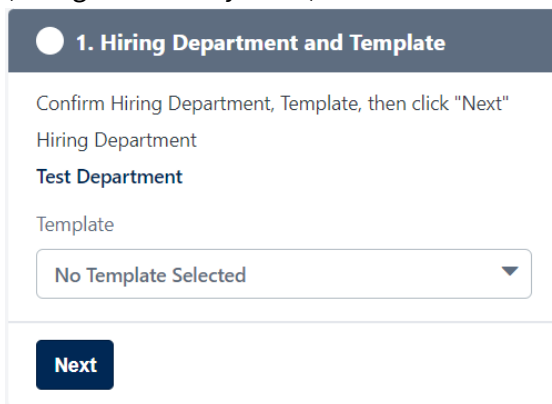 1. Hiring Department and Template
Confirm Hiring Department, Template, then click "Next"
Hiring Department
Test Department
Template
No Template Selected
Next